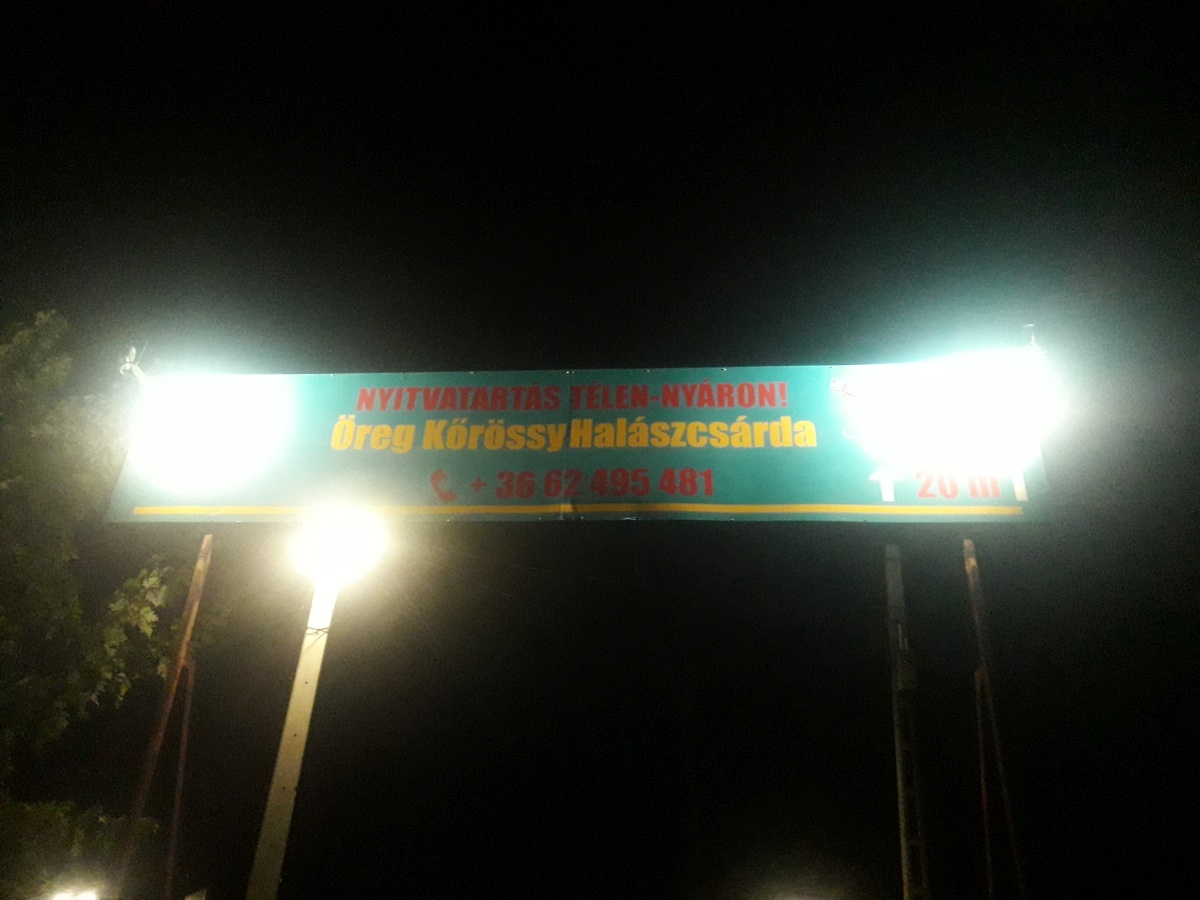 NYITVATARTÁS TÉLEN-NYÁRON!
Öreg Kőrössy Halászcsárda
+ 36 62 495 481
20 m